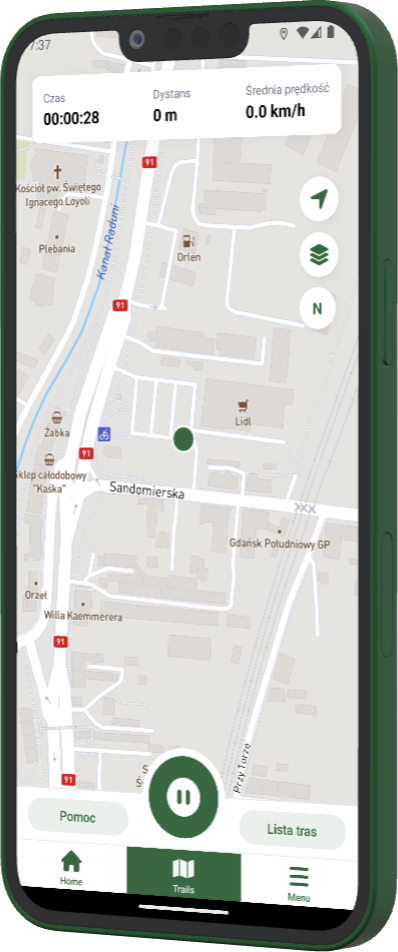 7:37
Czas
Dystans
Średnia prędkość
00:00:28
0 m
0.0 km/h
91
Kościół pw. Świętego
Ignacego Loyoli
Plebania
Kanał Raduni
Orlen
N
91
Lidl
Żabka
91
Sklep całodobowy
"Kaśka"
Sandomierska
Gdańsk Południowy GP
Orzeł
Willa Kaemmerera
91
Przy Torze
91
Pomoc
Lista tras
Home
Trails
Menu